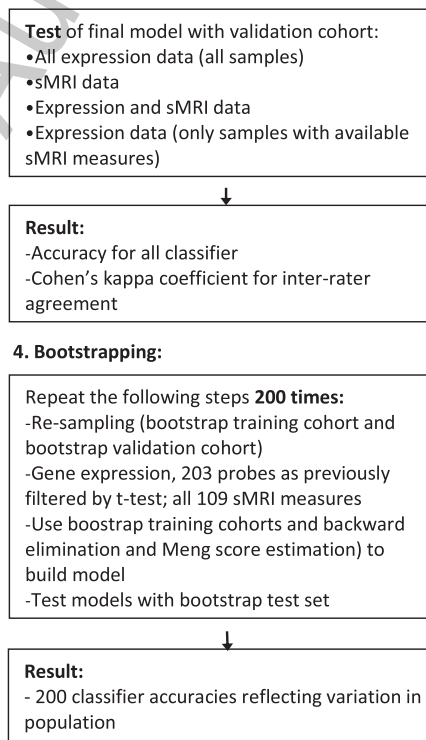 Test of final model with validation cohort:
•All expression data (all samples)
•sMRI data
•Expression and sMRI data
•Expression data (only samples with available
sMRI measures)
Result:
-Accuracy for all classifier
-Cohen's kappa coefficient for inter-rater
agreement
4. Bootstrapping:
Repeat the following steps 200 times:
-Re-sampling (bootstrap training cohort and
bootstrap validation cohort)
-Gene expression, 203 probes as previously
filtered by t-test; all 109 sMRI measures
-Use boostrap training cohorts and backward
elimination and Meng score estimation) to
build model
-Test models with bootstrap test set
Result:
- 200 classifier accuracies reflecting variation in
population